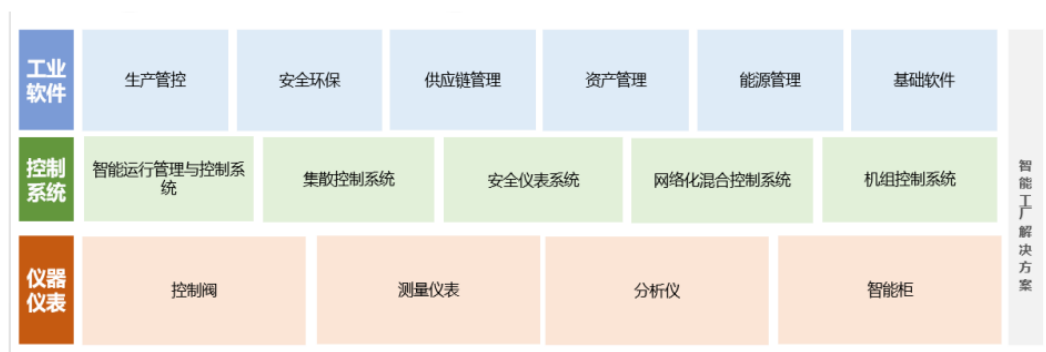 工业
软件
生产管控
安全环保
供应链管理
资产管理
能源管理
基础软件
控制
系统
智能运行管理与控制系
统
集散控制系统
安全仪表系统
网络化混合控制系统
机组控制系统
仪器
仪表
控制阀
测量仪表
分析仪
智能柜
智能工厂解决方案